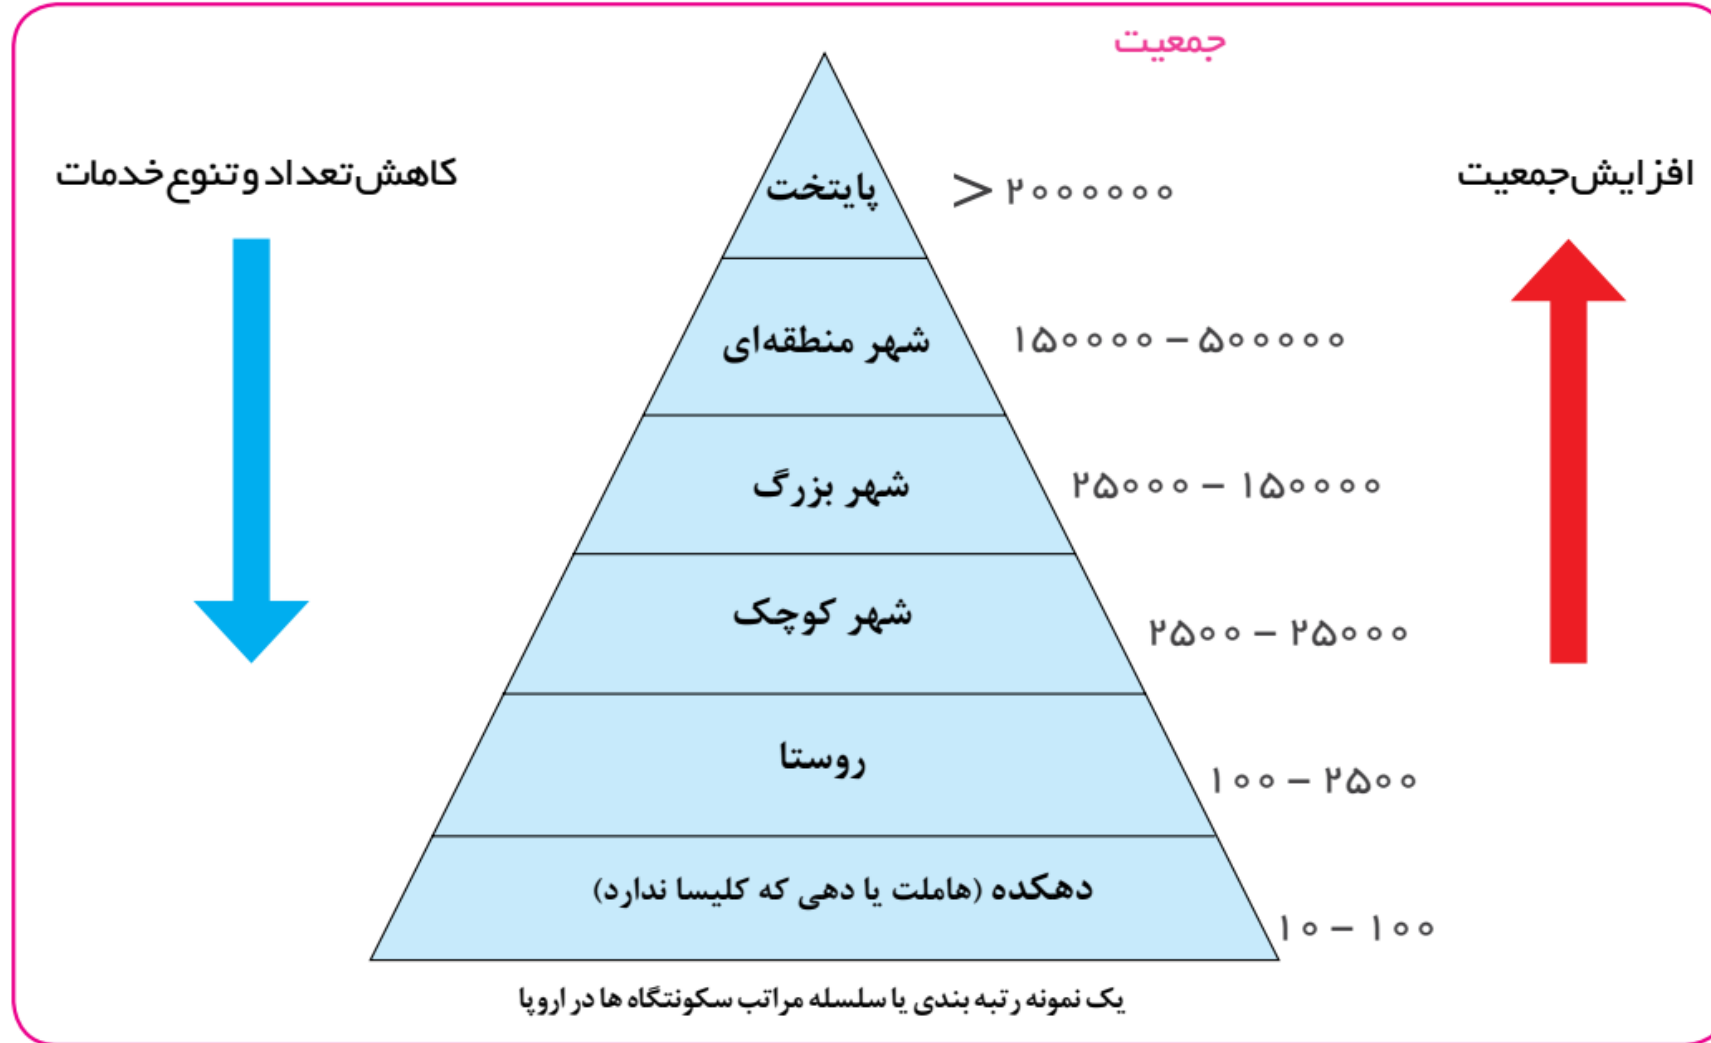 جمعیت
افزایش جمعیت
کاهش تعداد و تنوع خدمات
پایتخت
> ۲۰۰۰۰۰۰
شهر منطقه‌ای
۱۵۰۰۰۰ – ۵۰۰۰۰۰
شهر بزرگ
۲۵۰۰۰ – ۱۵۰۰۰۰
شهر کوچک
۲۵۰۰ – ۲۵۰۰۰
روستا
۱۰۰ – ۲۵۰۰
دهکده (هاملت یا دهی که کلیسا ندارد)
۱۰ – ۱۰۰
یک نمونه رتبه بندی یا سلسله مراتب سکونتگاه ها در اروپا